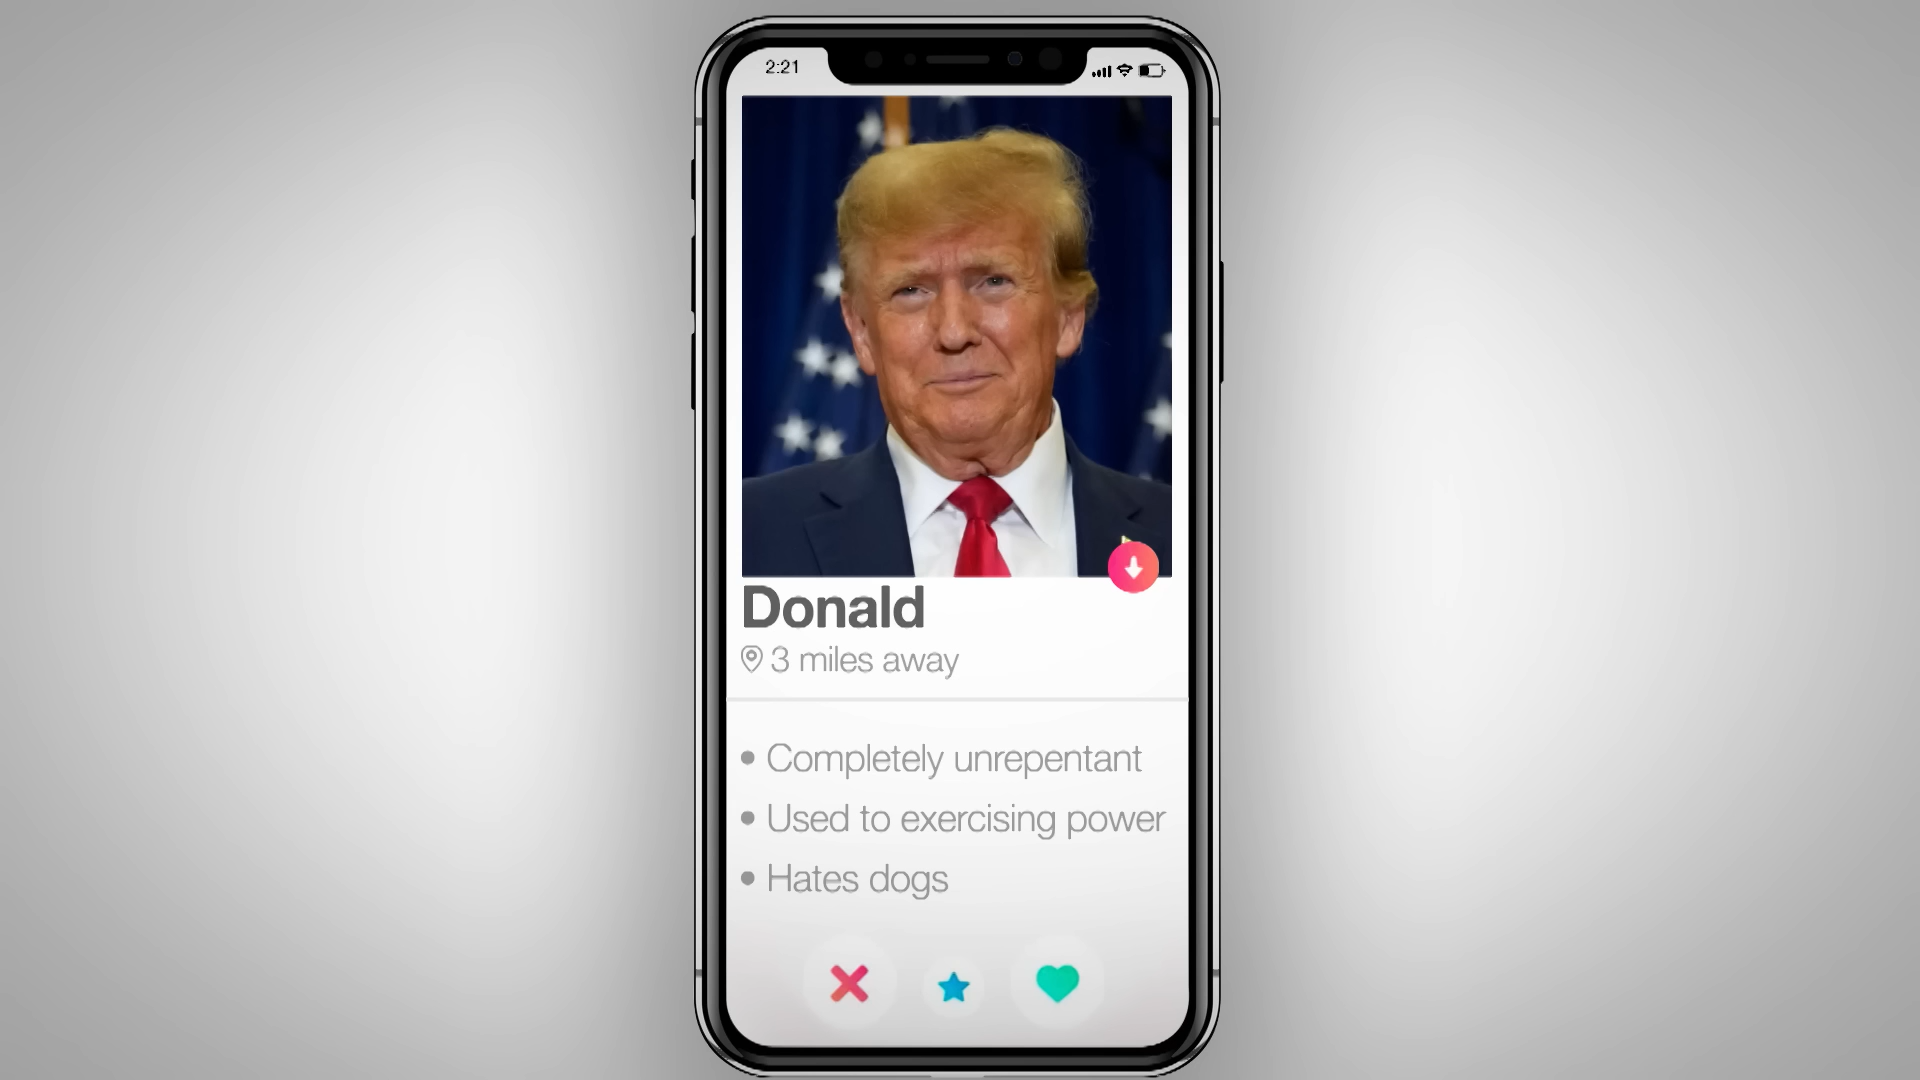 2:21
Donald
3 miles away
• Completely unrepentant
• Used to exercising power
• Hates dogs